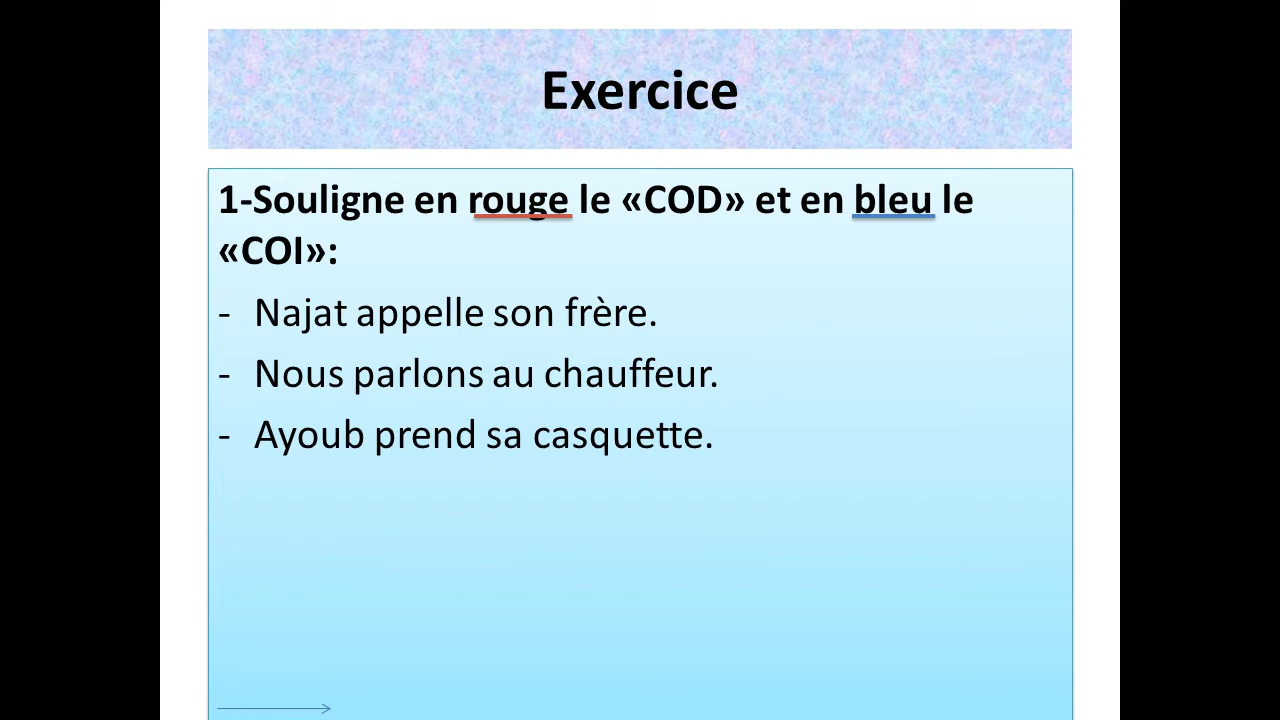 Exercice
1-Souligne en rouge le «COD» et en bleu le
«COI»:
- Najat appelle son frère.
- Nous parlons au chauffeur.
- Ayoub prend sa casquette.